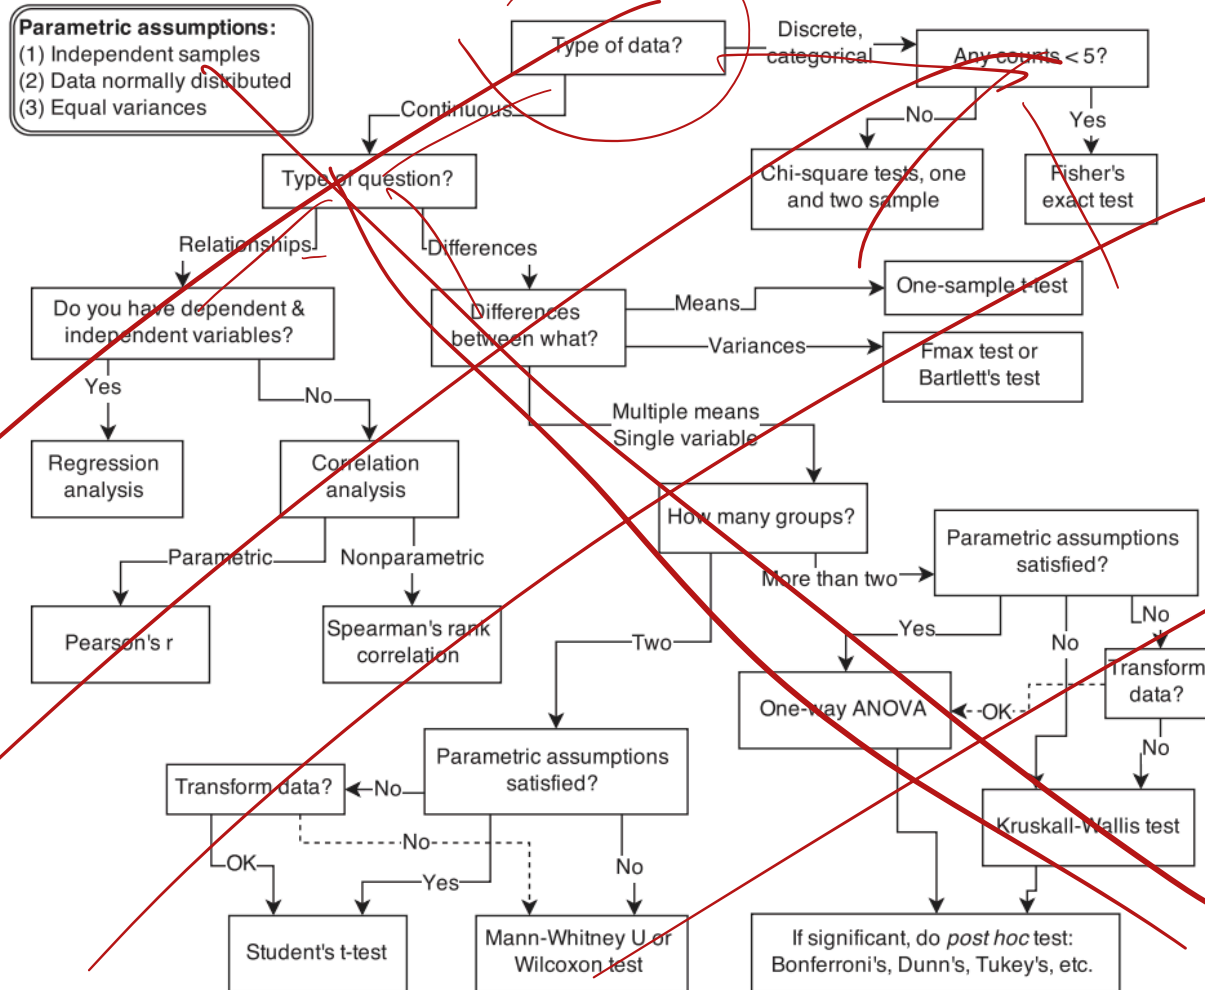 Parametric assumptions:
(1) Independent samples
(2) Data normally distributed
(3) Equal variances
Type of data?
Discrete,
categorical
Any counts < 5?
Continuous
No
Yes
Type of question?
Chi-square tests, one
and two sample
Fisher's
exact test
Relationships
Differences
Do you have dependent &
independent variables?
Differences
between what?
Means
One-sample t-test
Variances
Fmax test or
Bartlett's test
Yes
No
Multiple means
Single variable
Regression
analysis
Correlation
analysis
How many groups?
Parametric assumptions
satisfied?
Parametric
Nonparametric
More than two
Pearson's r
Spearman's rank
correlation
Two
Yes
No
No
Transform
data?
One-way ANOVA
OK
No
Parametric assumptions
satisfied?
Transform data?
No
Kruskall-Wallis test
No
OK
Yes
No
Student's t-test
Mann-Whitney U or
Wilcoxon test
If significant, do post hoc test:
Bonferroni's, Dunn's, Tukey's, etc.